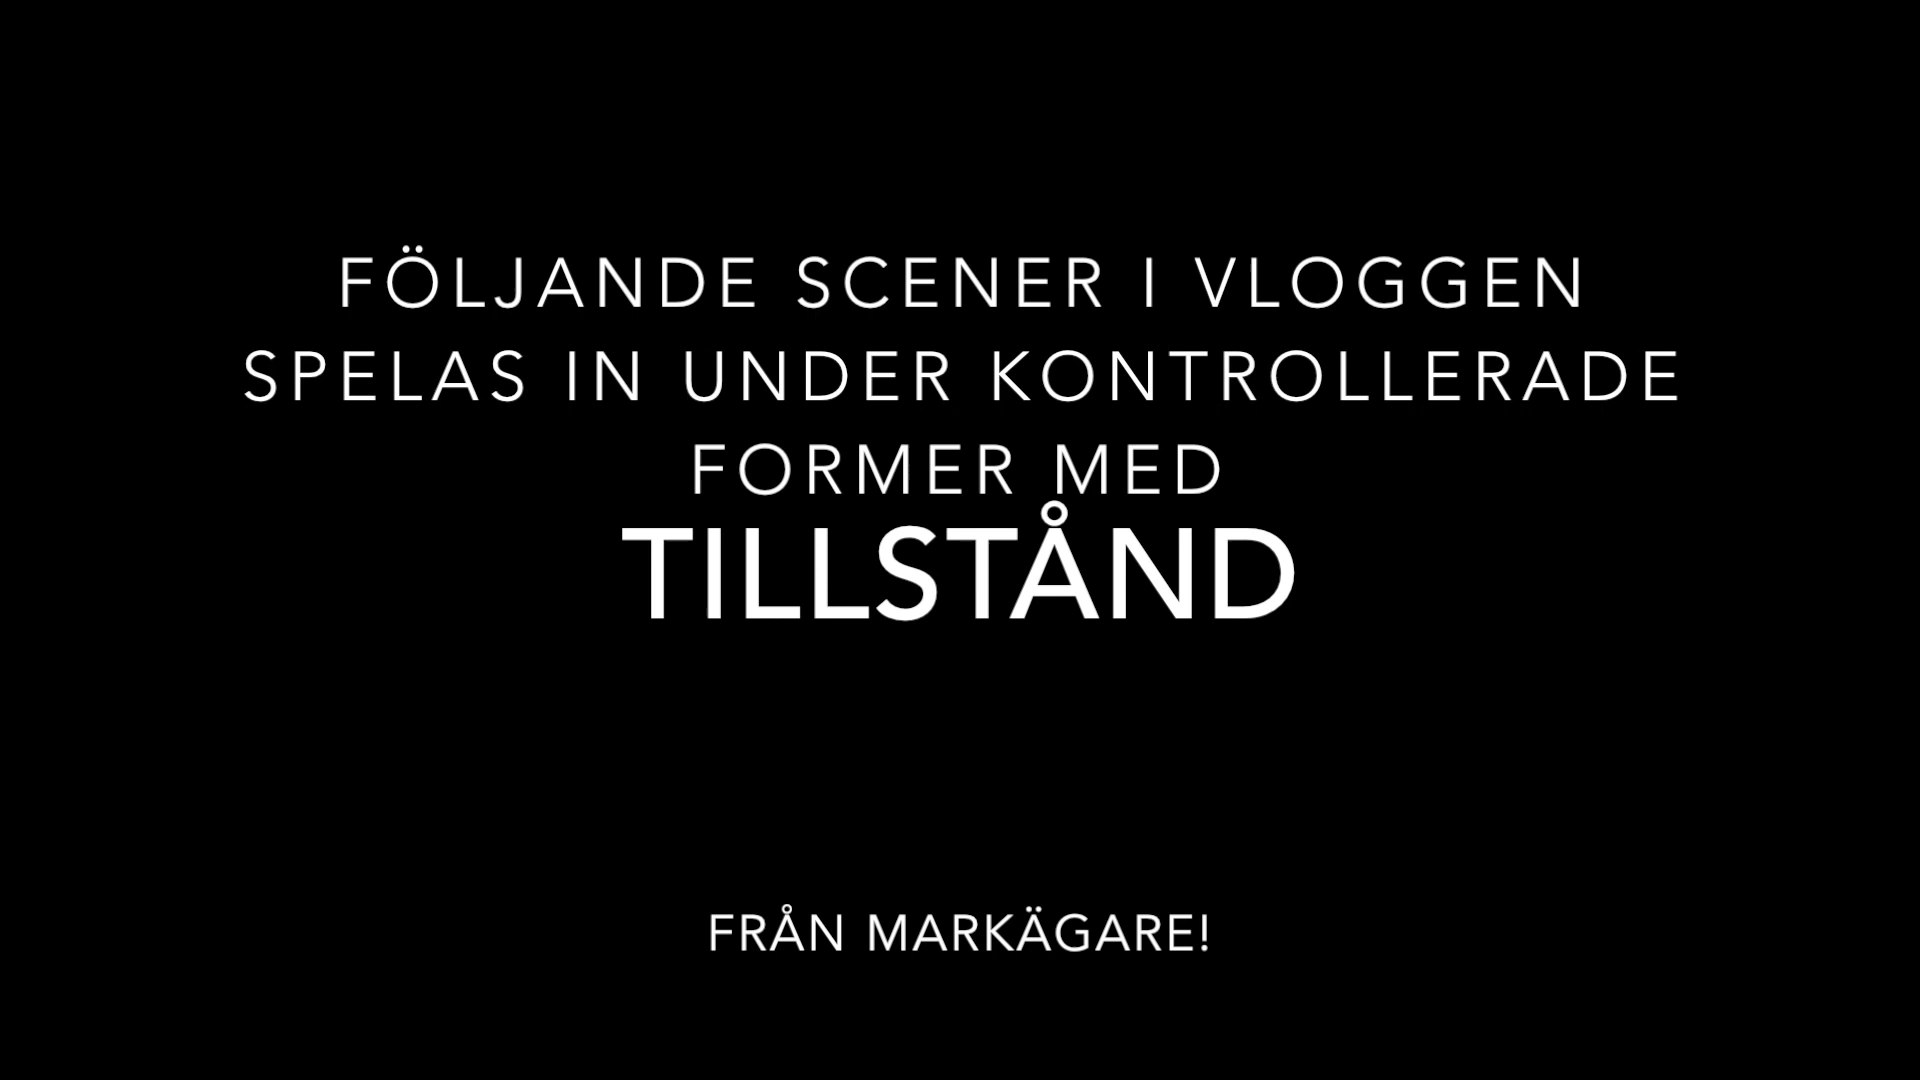 FÖLJANDE SCENER I VLOGGEN
SPELAS IN UNDER KONTROLLERADE
FORMER MED
TILLSTÅND
FRÅN MARKÄGARE!